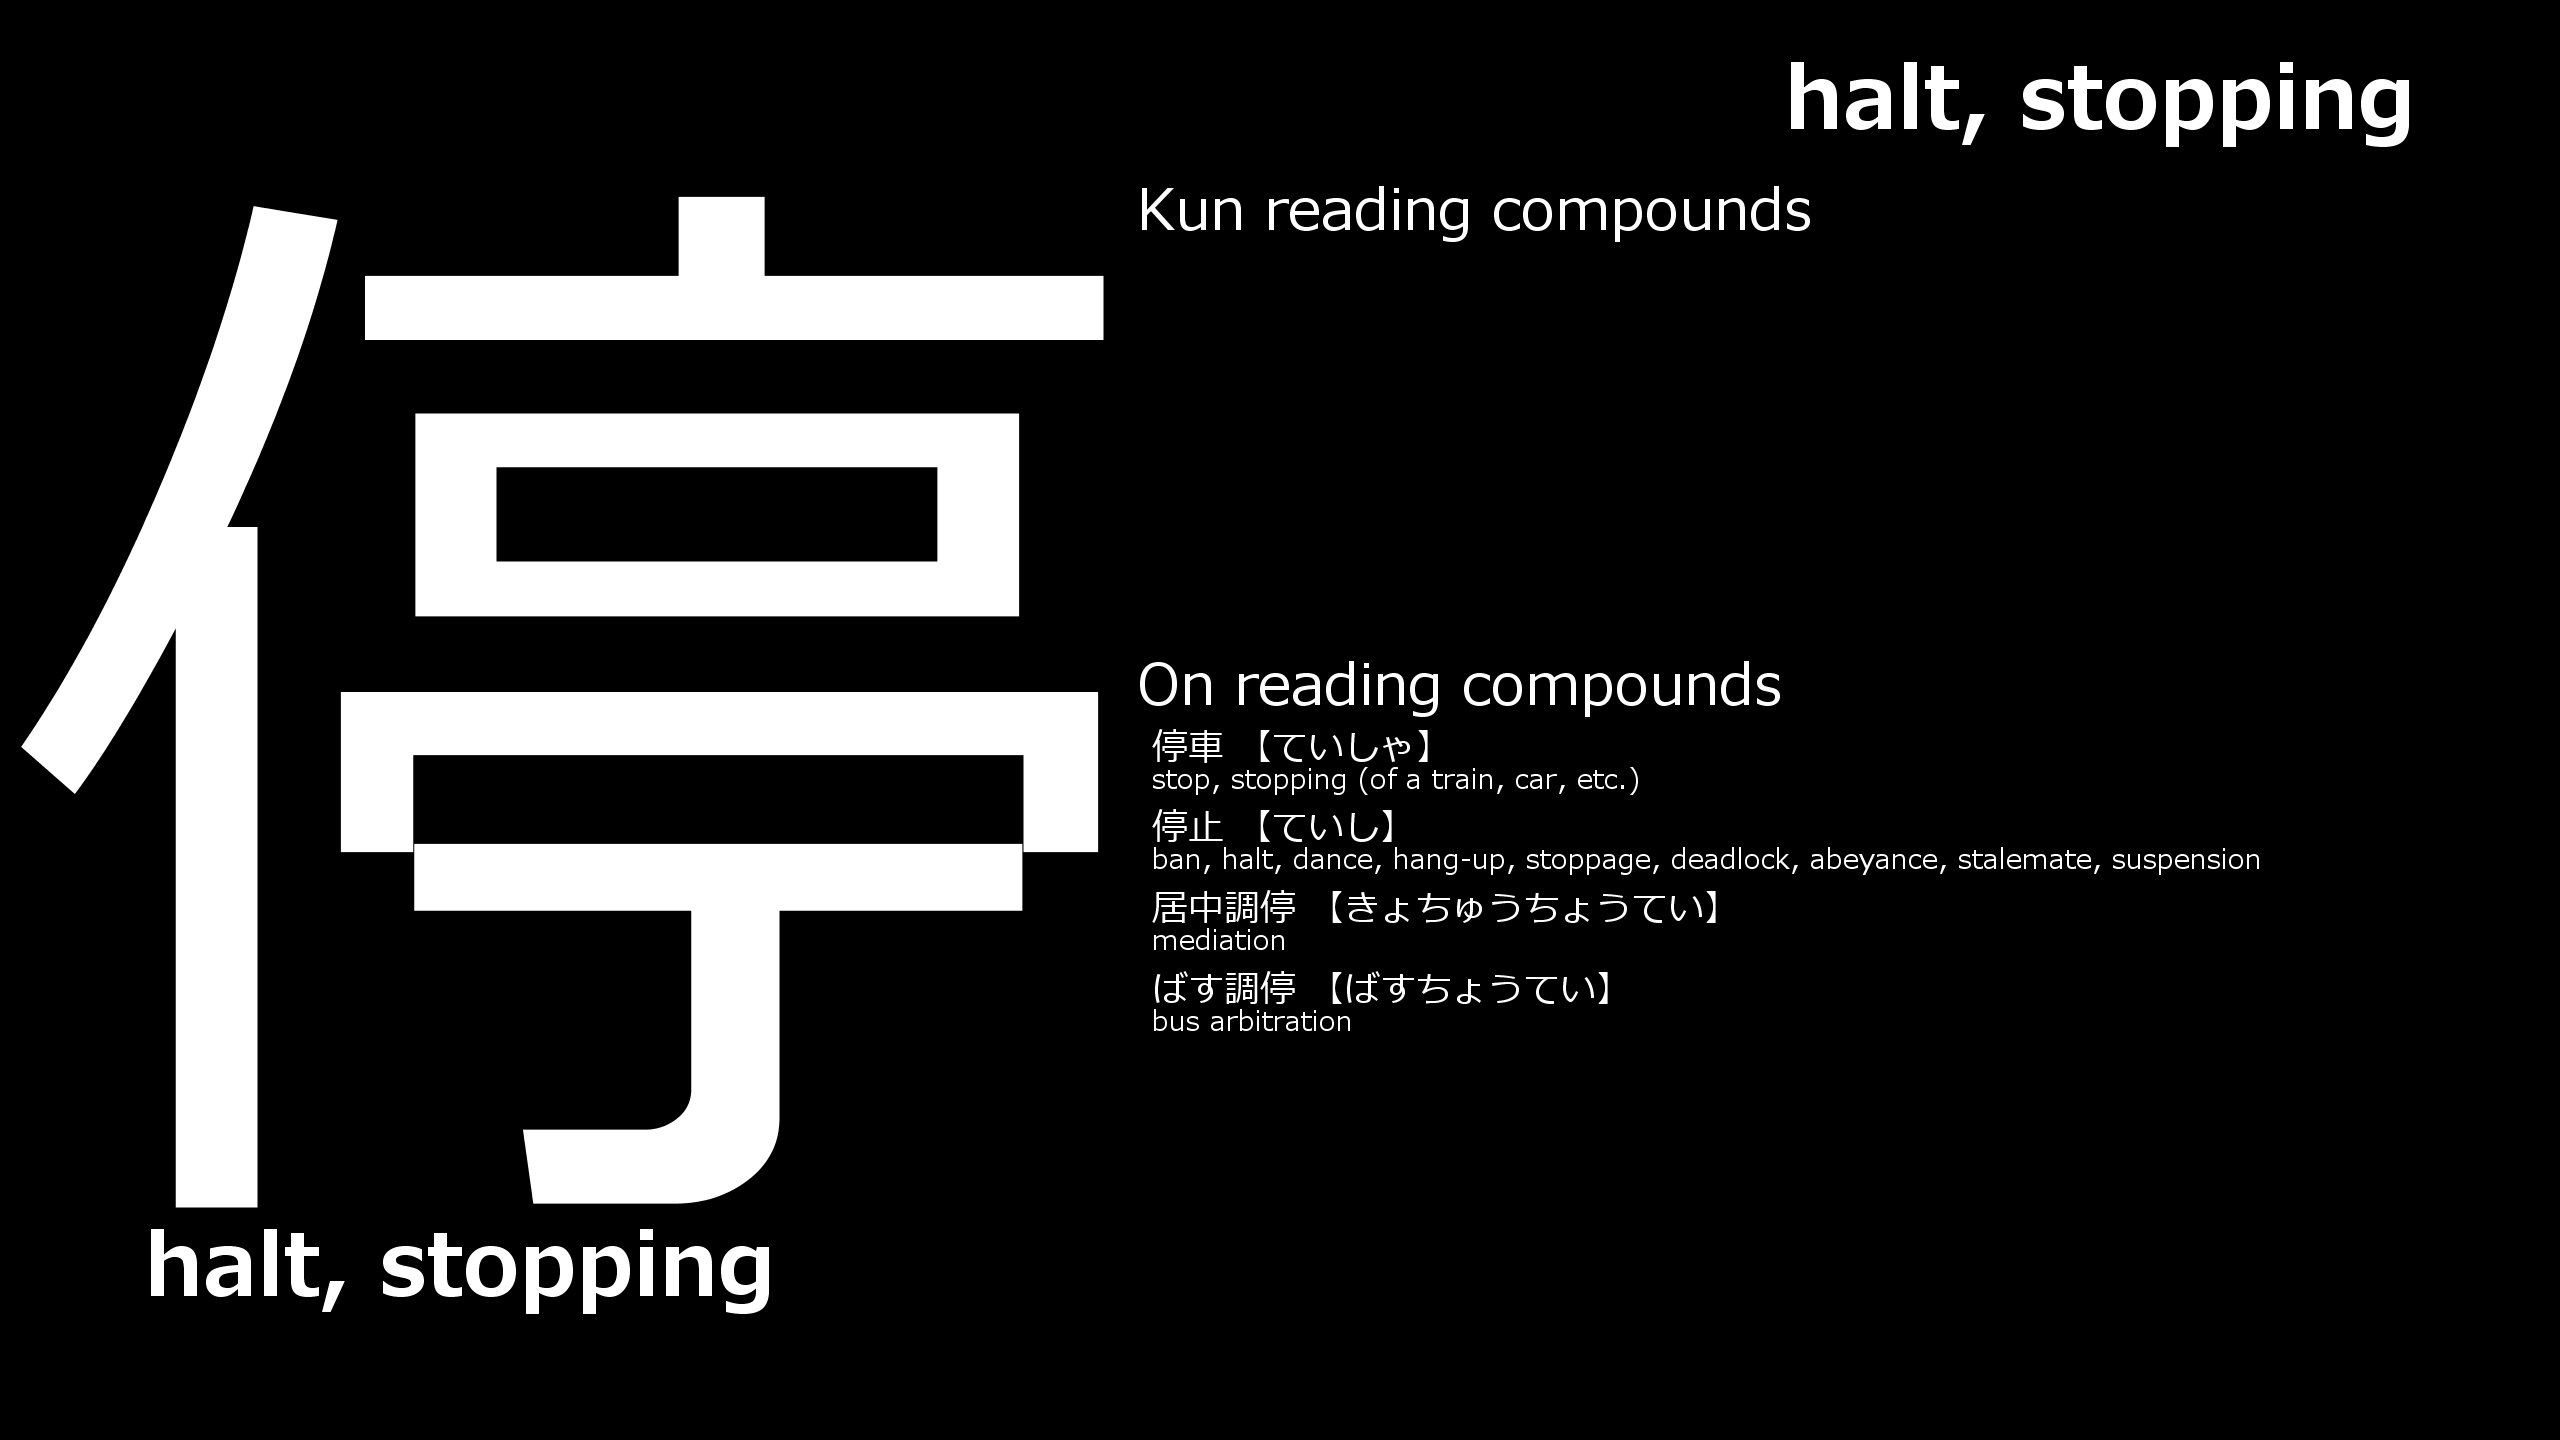 halt, stopping
停
halt, stopping
Kun reading compounds
On reading compounds
停車 【ていしゃ】
stop, stopping (of a train, car, etc.)
停止 【ていし】
ban, halt, dance, hang-up, stoppage, deadlock, abeyance, stalemate, suspension
居中調停 【きょちゅうちょうてい】
mediation
ばす調停 【ばすちょうてい】
bus arbitration